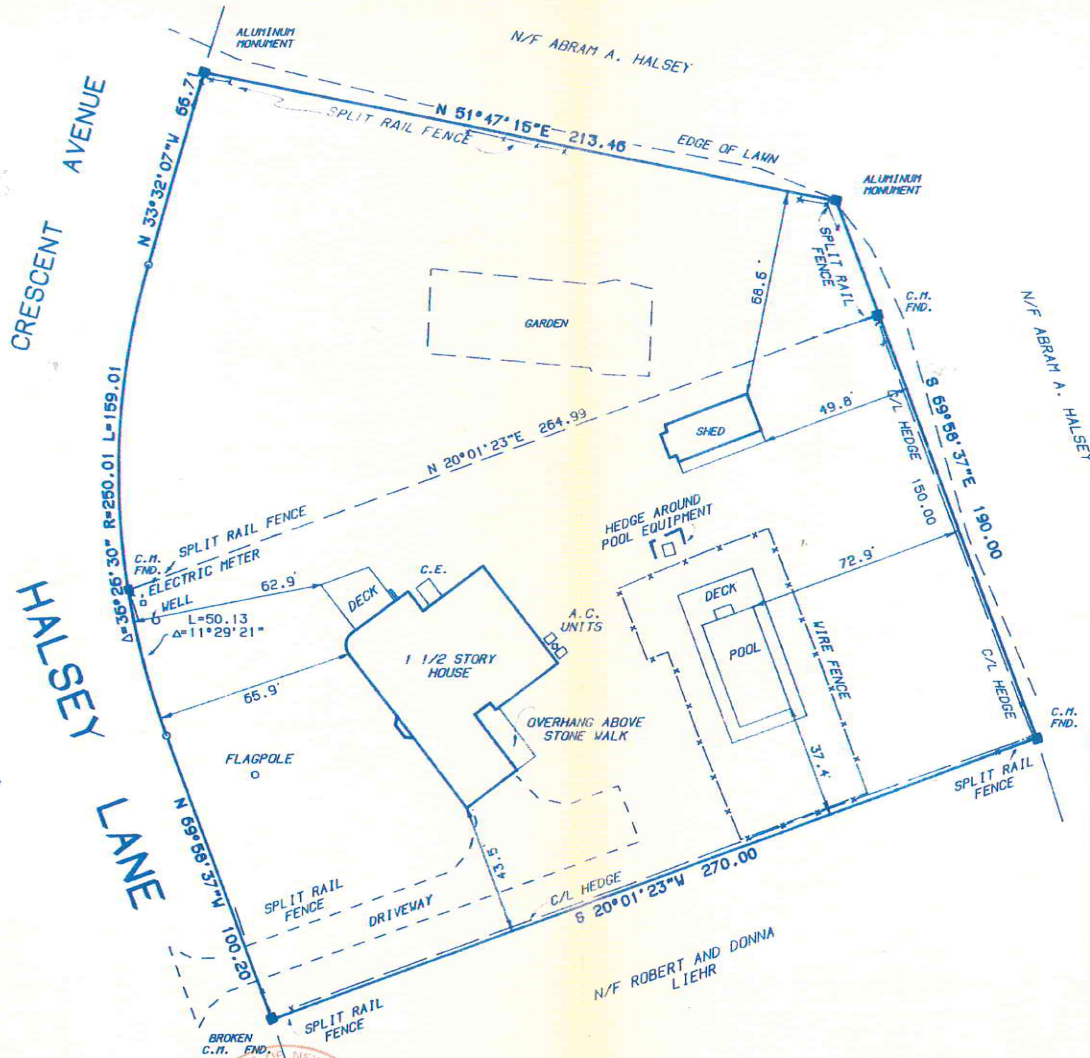 ALUMINUM
MONUMENT
N/F ABRAM A. HALSEY
CRESCENT AVENUE
N 33°32'07"W 66.71
N 51°47'15"E 213.46
SPLIT RAIL FENCE
EDGE OF LAWN
ALUMINUM
MONUMENT
SPLIT RAIL
FENCE
C.M.
FND.
N/F ABRAM A. HALSEY
68.6'
GARDEN
S 69°58'37"E 190.00
C/L HEDGE
150.00
49.8'
SHED
N 20°01'23"E 264.99
Δ=36°26'30" R=250.01 L=159.01
SPLIT RAIL FENCE
C.M.
FND.
ELECTRIC METER
WELL
L=50.13
Δ=11°29'21"
62.9'
DECK
C.E.
HEDGE AROUND
POOL EQUIPMENT
72.9'
DECK
POOL
WIRE FENCE
A.C.
UNITS
1 1/2 STORY
HOUSE
65.9'
HALSEY LANE
FLAGPOLE
OVERHANG ABOVE
STONE WALK
37.4'
C/L HEDGE
C.M.
FND.
SPLIT RAIL
FENCE
N 69°58'37"W 100.20
SPLIT RAIL
FENCE
DRIVEWAY
43.5'
C/L HEDGE
S 20°01'23"W 270.00
N/F ROBERT AND DONNA
LIEHR
SPLIT RAIL
FENCE
BROKEN
C.M. FND.
OF NEW